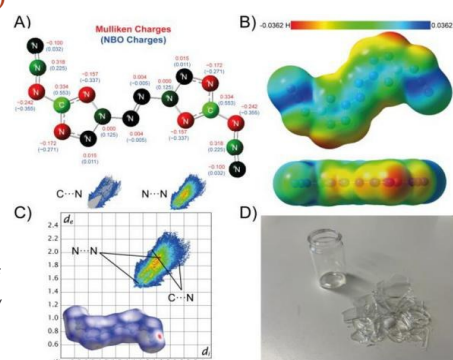 A)
Mulliken Charges
(NBO Charges)
-0.100
(0.032)
0.318
(0.225)
-0.242
(-0.355)
0.334
(0.553)
-0.157
(-0.337)
-0.172
(-0.271)
0.015
(0.011)
0.000
(0.125)
0.004
(-0.005)
0.004
(-0.005)
0.000
(0.125)
0.015
(0.011)
-0.172
(-0.271)
0.334
(0.553)
-0.157
(-0.337)
-0.242
(-0.355)
0.318
(0.225)
-0.100
(0.032)
N
N
N
C
N
N
N
N
N
N
N
N
N
N
C
N
N
N
B)
-0.0362 H
0.0362
C···N
N···N
C)
de
2.4
2.2
2.0
1.8
1.6
1.4
1.2
1.0
0.8
0.6
N···N
C···N
di
D)